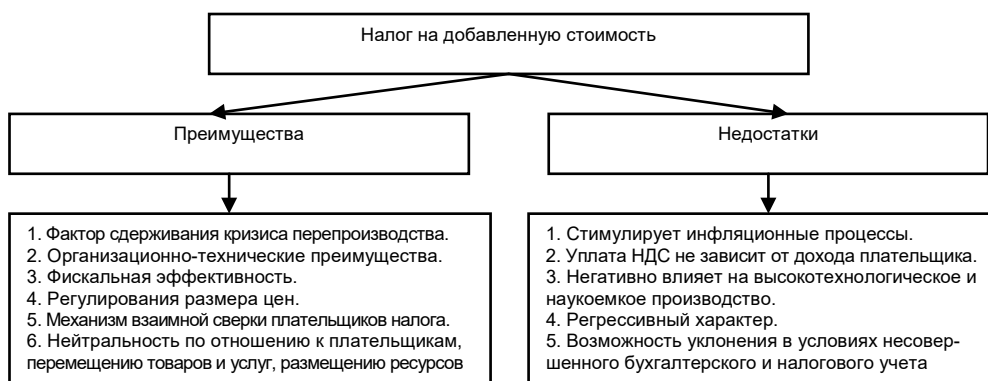 Налог на добавленную стоимость
Преимущества
Недостатки
1. Фактор сдерживания кризиса перепроизводства.
2. Организационно-технические преимущества.
3. Фискальная эффективность.
4. Регулирования размера цен.
5. Механизм взаимной сверки плательщиков налога.
6. Нейтральность по отношению к плательщикам,
перемещению товаров и услуг, размещению ресурсов
1. Стимулирует инфляционные процессы.
2. Уплата НДС не зависит от дохода плательщика.
3. Негативно влияет на высокотехнологическое и
наукоемкое производство.
4. Регрессивный характер.
5. Возможность уклонения в условиях несовер-
шенного бухгалтерского и налогового учета